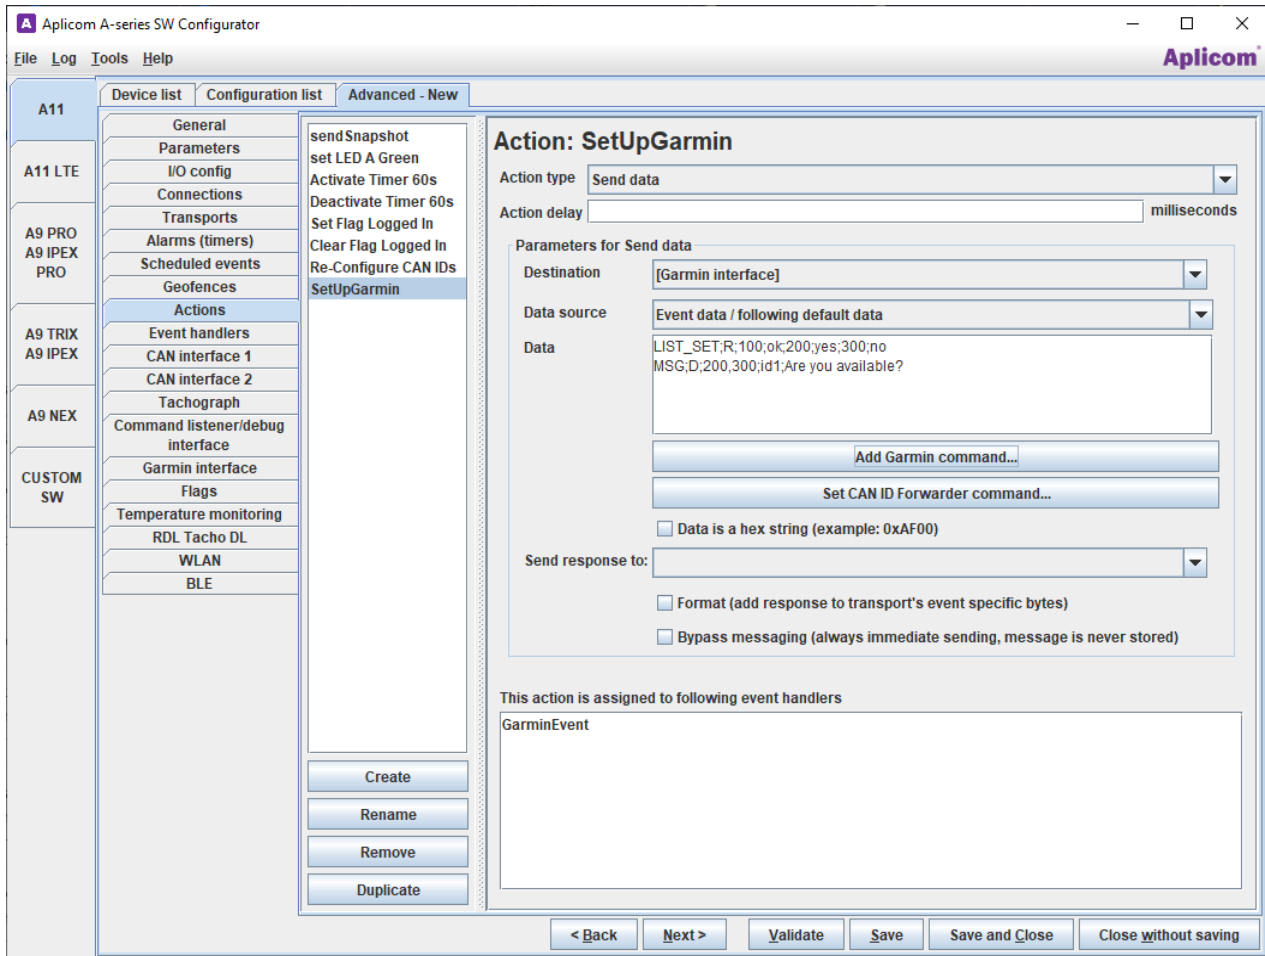 Aplicom A-series SW Configurator
File Log Tools Help
Aplicom
A11
A11 LTE
A9 PRO
A9 IPEX
PRO
A9 TRIX
A9 IPEX
A9 NEX
CUSTOM
SW
Device list Configuration list Advanced - New
General
Parameters
I/O config
Connections
Transports
Alarms (timers)
Scheduled events
Geofences
Actions
Event handlers
CAN interface 1
CAN interface 2
Tachograph
Command listener/debug
interface
Garmin interface
Flags
Temperature monitoring
RDL Tacho DL
WLAN
BLE
sendSnapshot
set LED A Green
Activate Timer 60s
Deactivate Timer 60s
Set Flag Logged In
Clear Flag Logged In
Re-Configure CAN IDs
SetUpGarmin
Create
Rename
Remove
Duplicate
Action: SetUpGarmin
Action type Send data
Action delay milliseconds
Parameters for Send data
Destination [Garmin interface]
Data source Event data / following default data
Data
LIST_SET;R;100;ok;200;yes;300;no
MSG;D;200,300;id1;Are you available?
Add Garmin command...
Set CAN ID Forwarder command...
Data is a hex string (example: 0xAF00)
Send response to:
Format (add response to transport's event specific bytes)
Bypass messaging (always immediate sending, message is never stored)
This action is assigned to following event handlers
GarminEvent
< Back Next > Validate Save Save and Close Close without saving